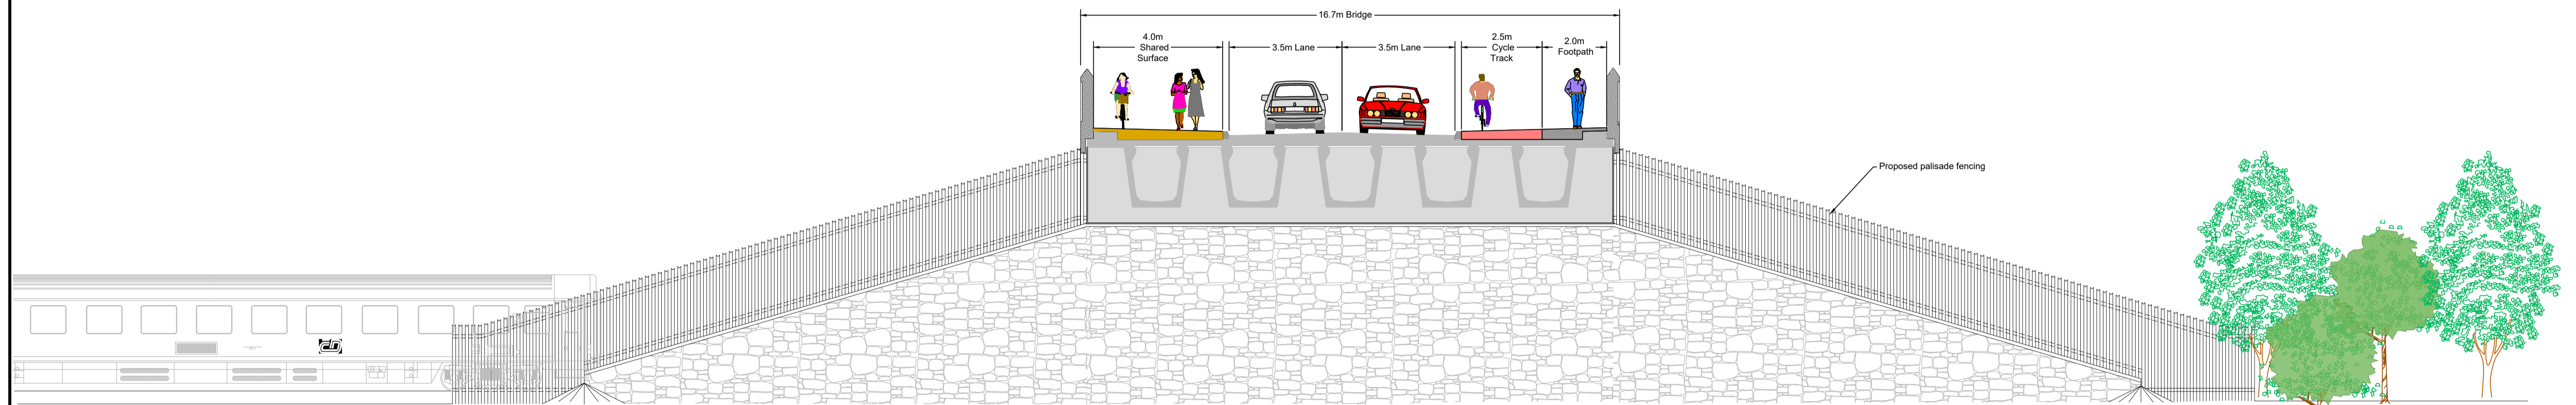 16.7m Bridge
4.0m
Shared
Surface
3.5m Lane
3.5m Lane
2.5m
Cycle
Track
2.0m
Footpath
Proposed palisade fencing